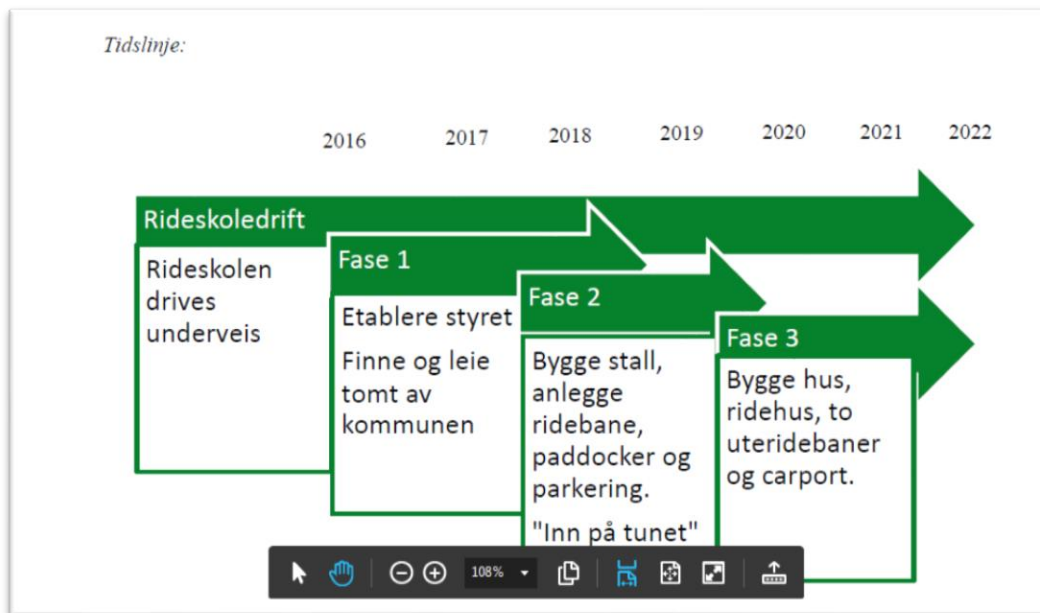 Tidslinje:
2016 2017 2018 2019 2020 2021 2022
Rideskoledrift
Rideskolen
drives
underveis
Fase 1
Etablere styret
Finne og leie
tomt av
kommunen
Fase 2
Bygge stall,
anlegge
ridebane,
paddocker og
parkering.
"Inn på tunet"
Fase 3
Bygge hus,
ridehus, to
uteridebaner
og carport.
108%